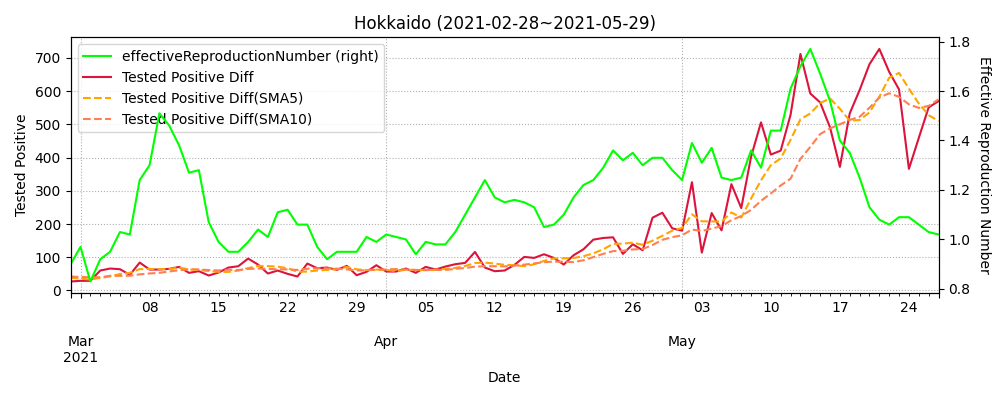 Hokkaido (2021-02-28~2021-05-29)
effectiveReproductionNumber (right)
Tested Positive Diff
Tested Positive Diff(SMA5)
Tested Positive Diff(SMA10)
Tested Positive
700
600
500
400
300
200
100
0
1.8
1.6
1.4
1.2
1.0
0.8
Effective Reproduction Number
08 15 22 29 05 12 19 26 03 10 17 24
Mar Apr May
2021
Date